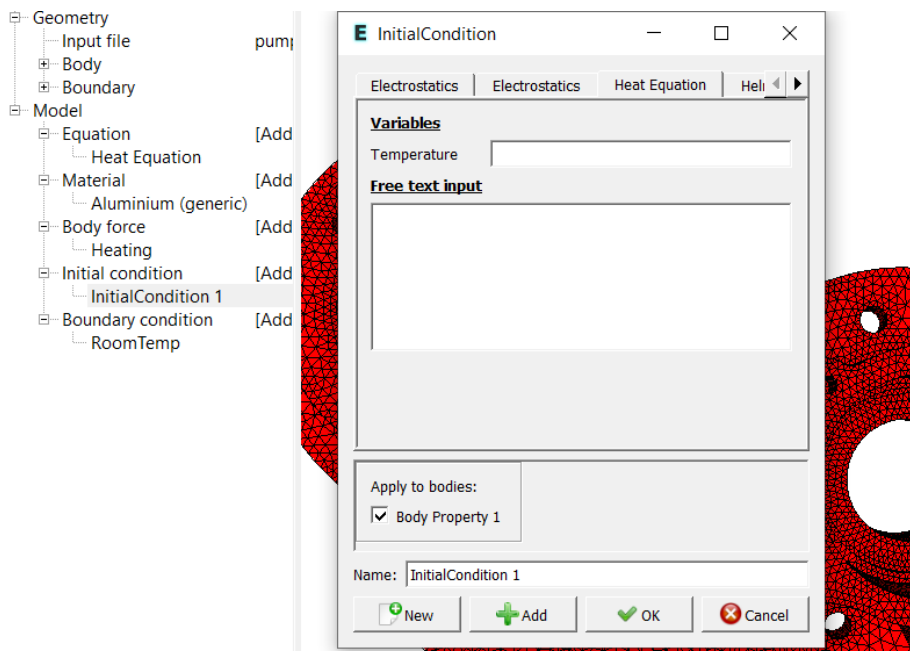 Geometry
Input file pump
Body
Boundary
Model
Equation [Add
Heat Equation
Material [Add
Aluminium (generic)
Body force [Add
Heating
Initial condition [Add
InitialCondition 1
Boundary condition [Add
RoomTemp
E InitialCondition
Electrostatics Electrostatics Heat Equation Hel
Variables
Temperature
Free text input
Apply to bodies:
Body Property 1
Name: InitialCondition 1
New Add OK Cancel